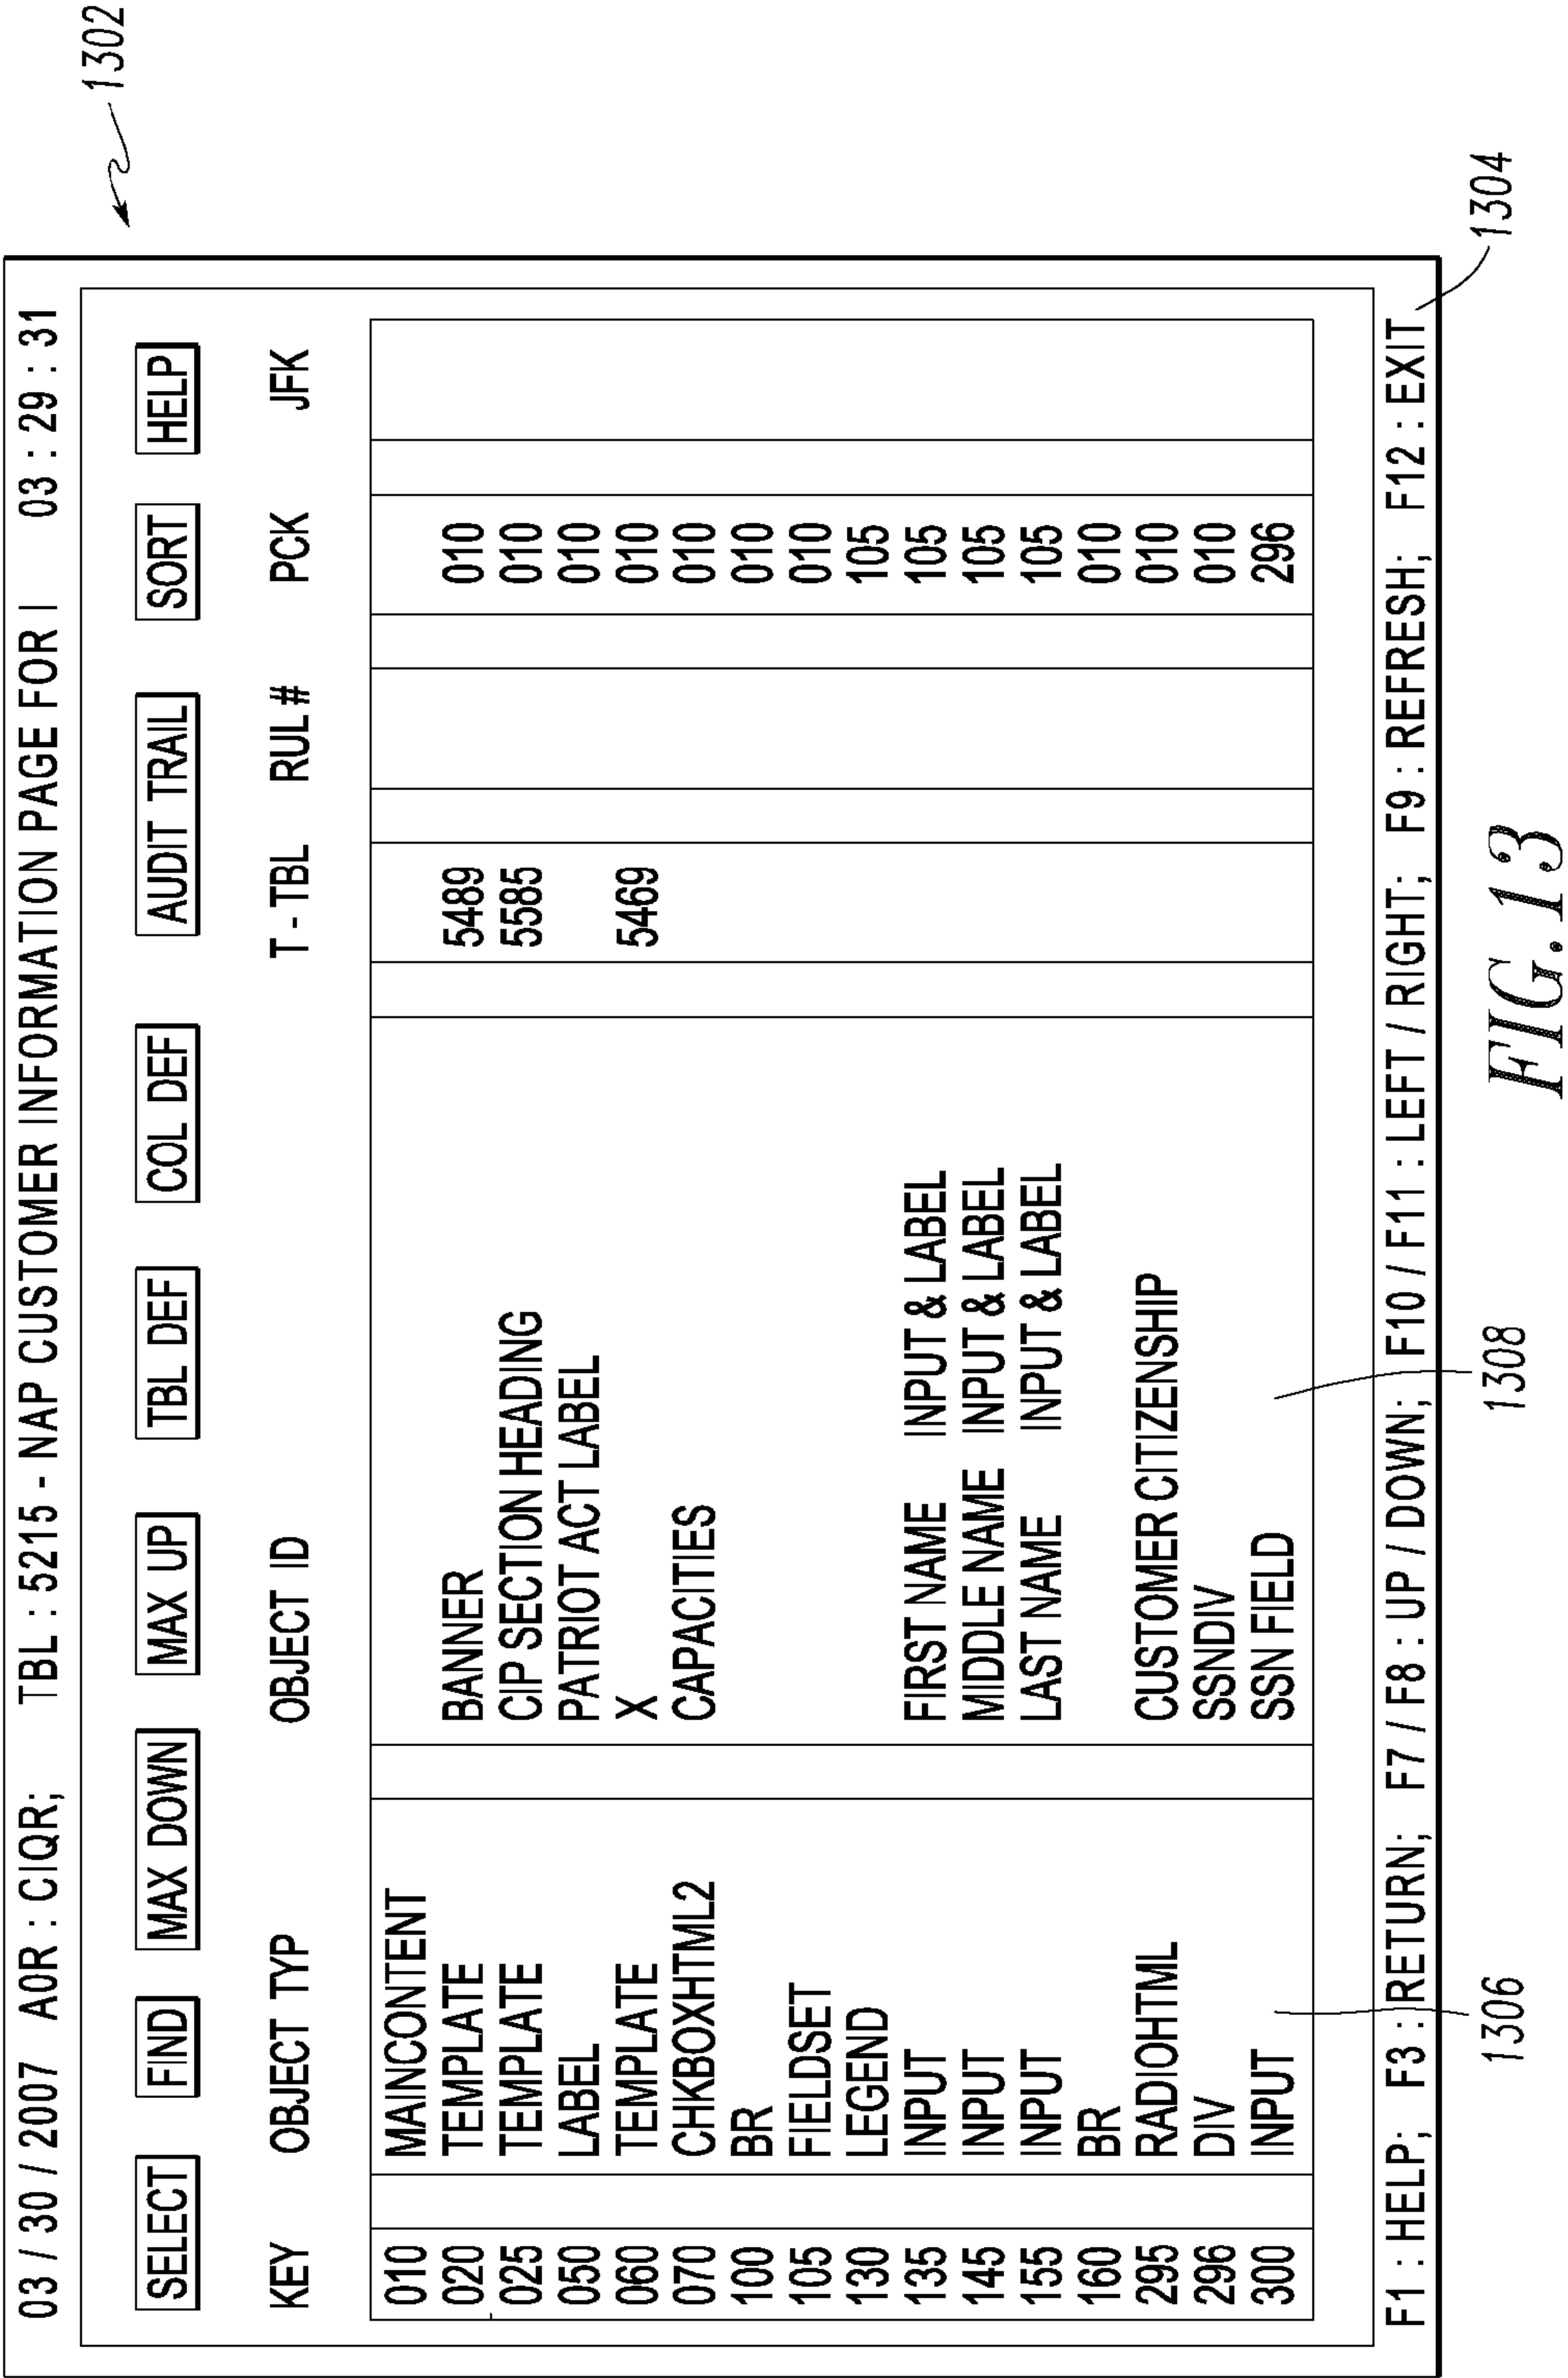 1302
03 / 30 / 2007 AOR : CIQR; TBL : 5215 - NAP CUSTOMER INFORMATION PAGE FOR | 03 : 29 : 31
SELECT FIND MAX DOWN MAX UP TBL DEF COL DEF AUDIT TRAIL SORT HELP
KEY OBJECT TYP OBJECT ID T - TBL RUL # PCK JFK
010 MAINCONTENT
020 TEMPLATE BANNER 5489 010
025 TEMPLATE CIP SECTION HEADING 5585 010
050 LABEL PATRIOT ACT LABEL 010
060 TEMPLATE X 5469 010
070 CHKBOXHTML2 CAPACITIES 010
100 BR 010
105 FIELDSET 010
130 LEGEND 105
135 INPUT FIRST NAME INPUT & LABEL 105
145 INPUT MIDDLE NAME INPUT & LABEL 105
155 INPUT LAST NAME INPUT & LABEL 105
160 BR 010
295 RADIOHTML CUSTOMER CITIZENSHIP 010
296 DIV SSNDIV 010
300 INPUT SSN FIELD 296
F1 : HELP; F3 : RETURN; F7 / F8 : UP / DOWN; F10 / F11 : LEFT / RIGHT; F9 : REFRESH; F12 : EXIT
1304
1306
1308
FIG. 13